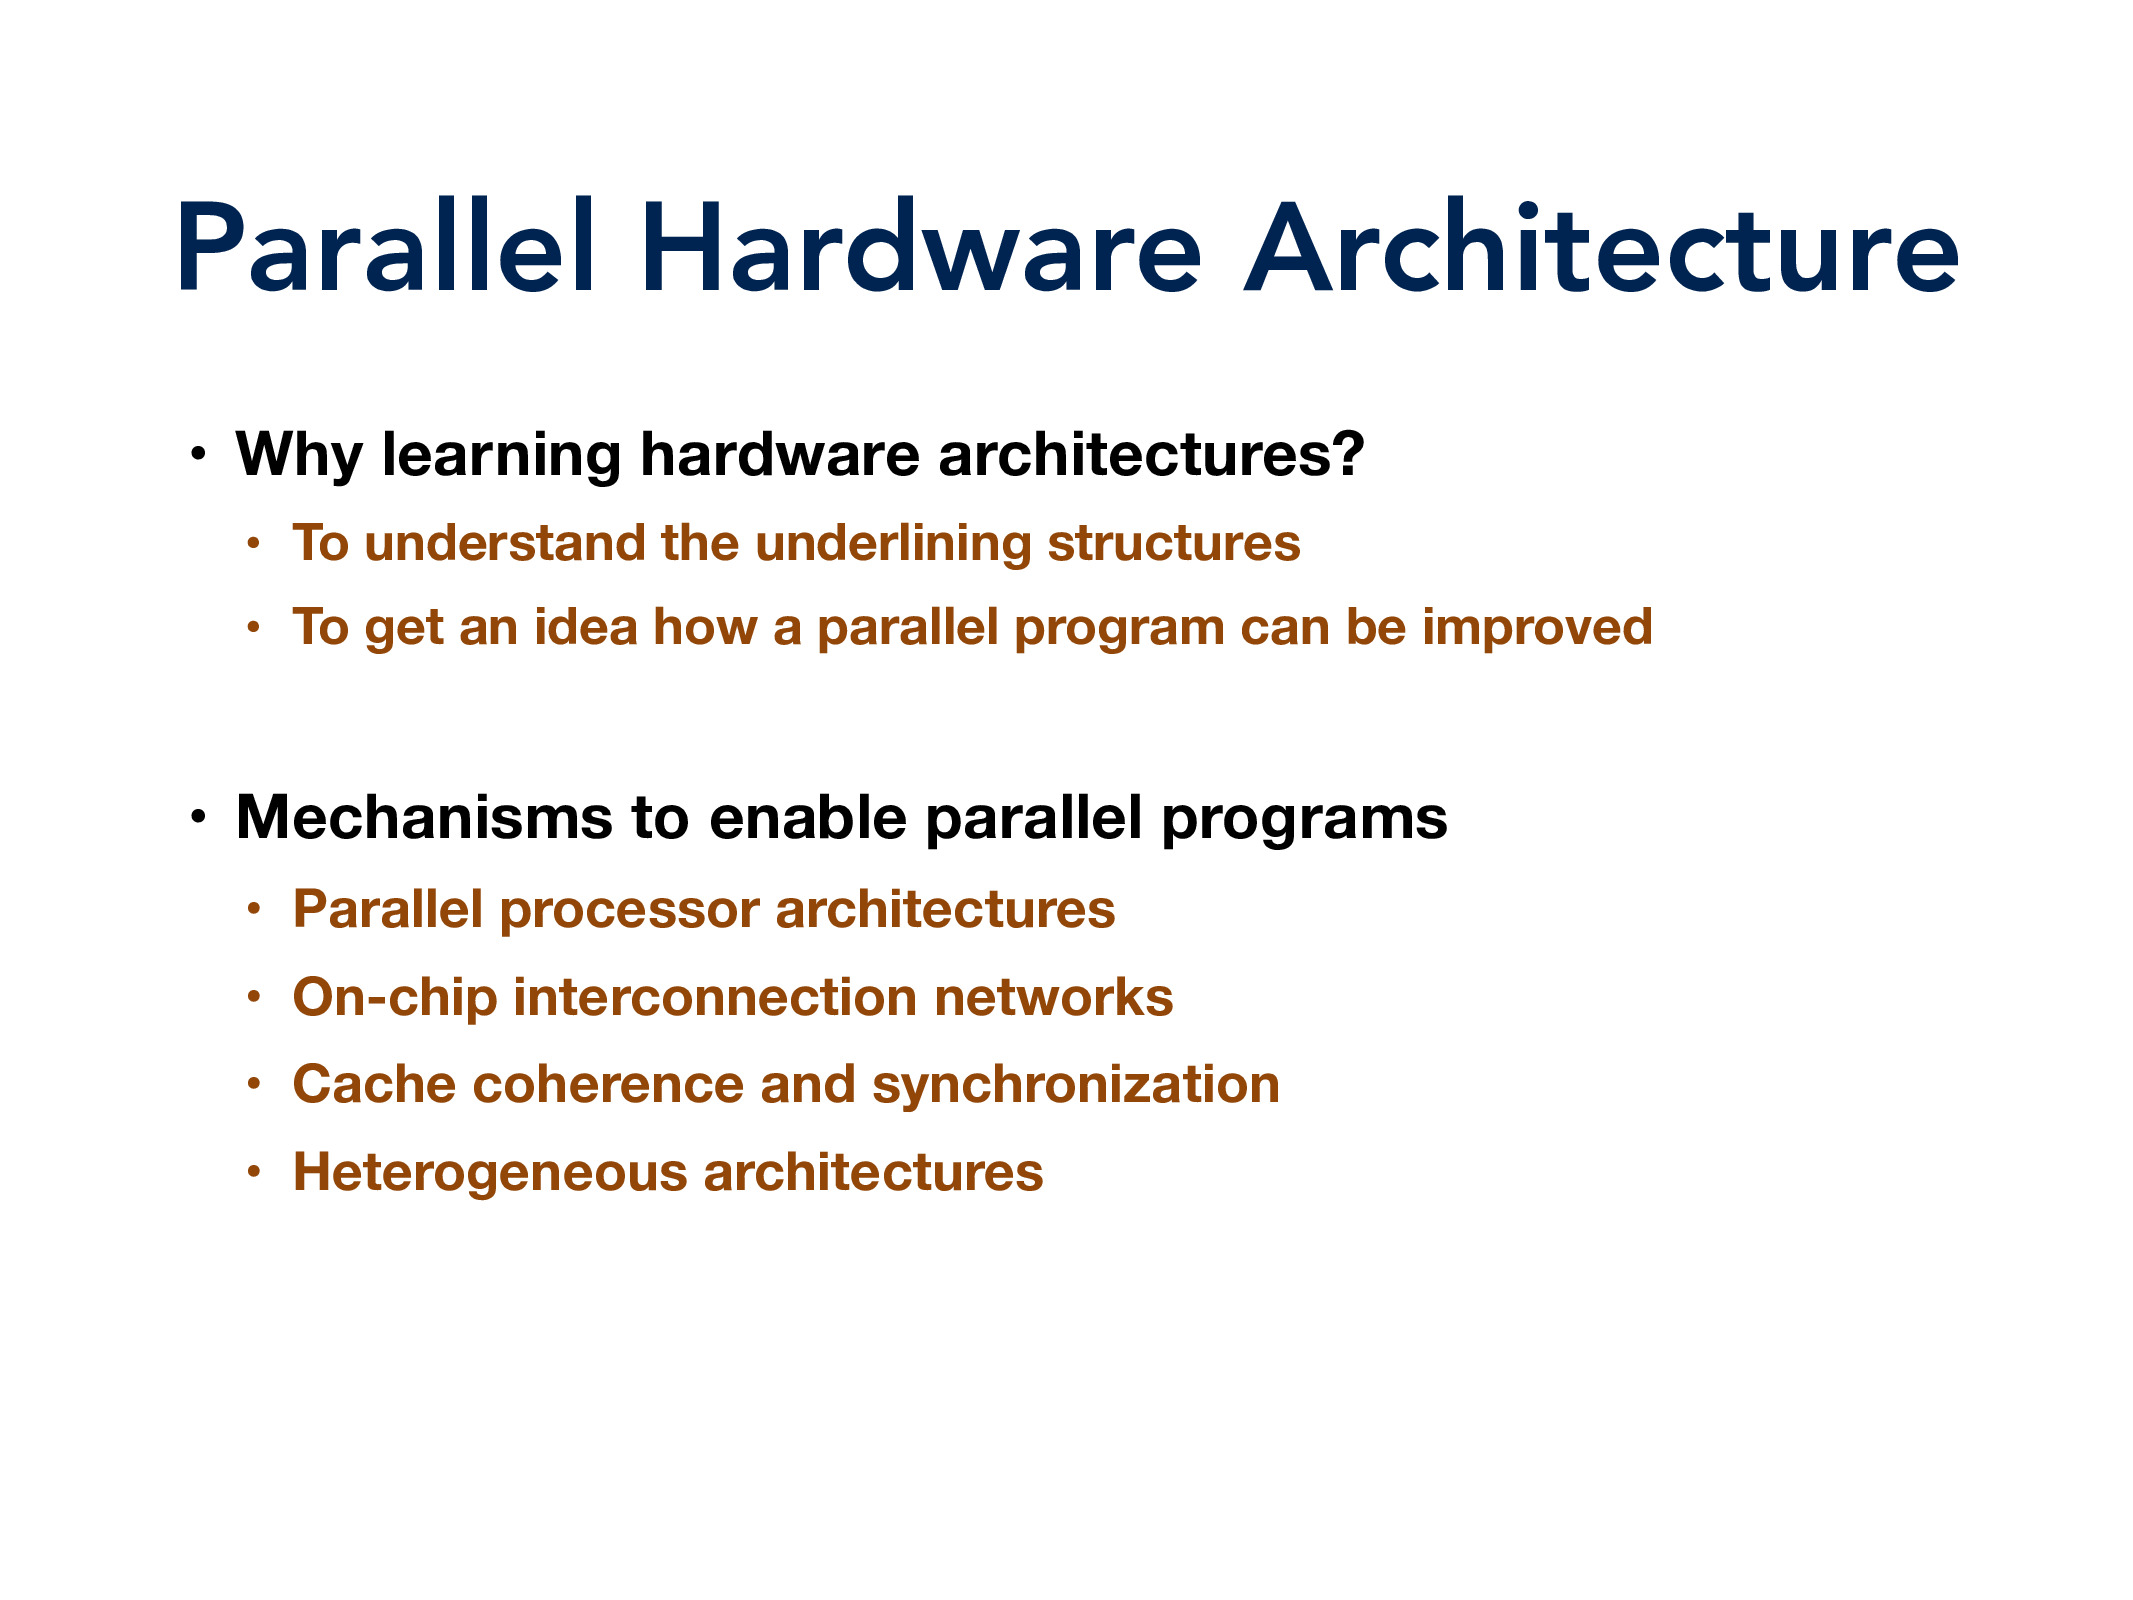 Parallel Hardware Architecture
• Why learning hardware architectures?
• To understand the underlining structures
• To get an idea how a parallel program can be improved
• Mechanisms to enable parallel programs
• Parallel processor architectures
• On-chip interconnection networks
• Cache coherence and synchronization
• Heterogeneous architectures